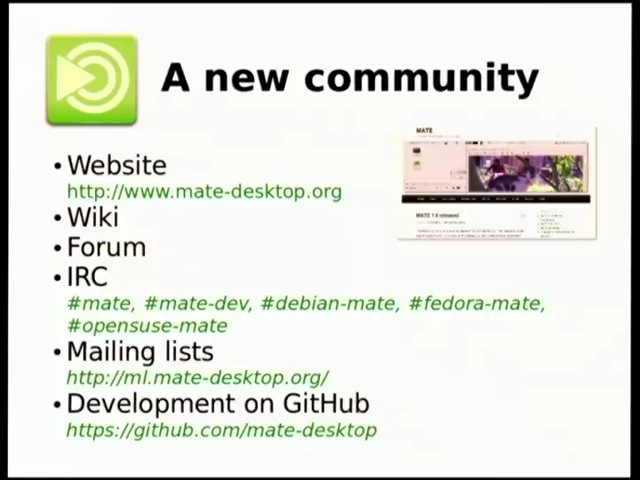 A new community
• Website
http://www.mate-desktop.org
• Wiki
• Forum
• IRC
#mate, #mate-dev, #debian-mate, #fedora-mate,
#opensuse-mate
• Mailing lists
http://ml.mate-desktop.org/
• Development on GitHub
https://github.com/mate-desktop
MATE
MATE 1.6 released